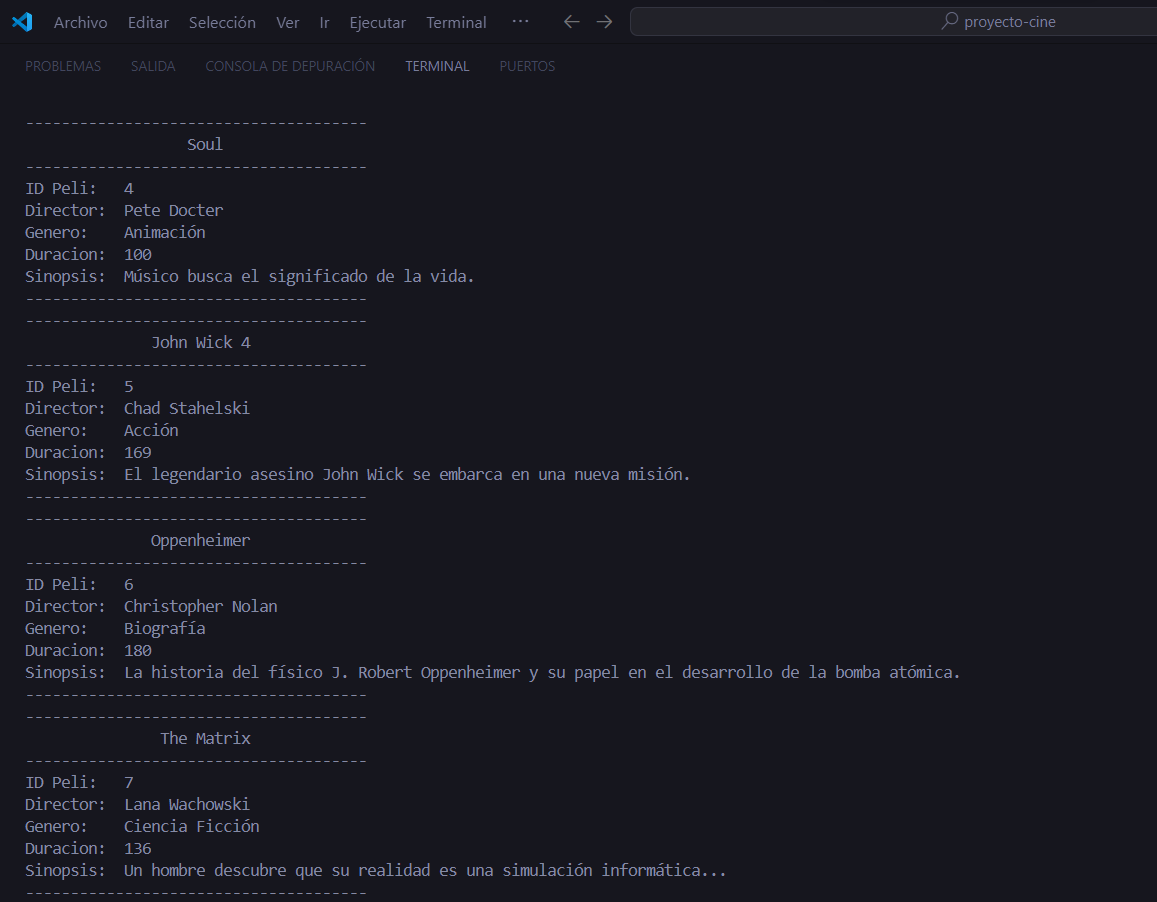 Archivo Editar Selección Ver Ir Ejecutar Terminal ··· proyecto-cine
PROBLEMAS SALIDA CONSOLA DE DEPURACIÓN TERMINAL PUERTOS
--------------------------------------
Soul
--------------------------------------
ID Peli: 4
Director: Pete Docter
Genero: Animación
Duracion: 100
Sinopsis: Músico busca el significado de la vida.
--------------------------------------
--------------------------------------
John Wick 4
--------------------------------------
ID Peli: 5
Director: Chad Stahelski
Genero: Acción
Duracion: 169
Sinopsis: El legendario asesino John Wick se embarca en una nueva misión.
--------------------------------------
--------------------------------------
Oppenheimer
--------------------------------------
ID Peli: 6
Director: Christopher Nolan
Genero: Biografía
Duracion: 180
Sinopsis: La historia del físico J. Robert Oppenheimer y su papel en el desarrollo de la bomba atómica.
--------------------------------------
--------------------------------------
The Matrix
--------------------------------------
ID Peli: 7
Director: Lana Wachowski
Genero: Ciencia Ficción
Duracion: 136
Sinopsis: Un hombre descubre que su realidad es una simulación informática...
--------------------------------------